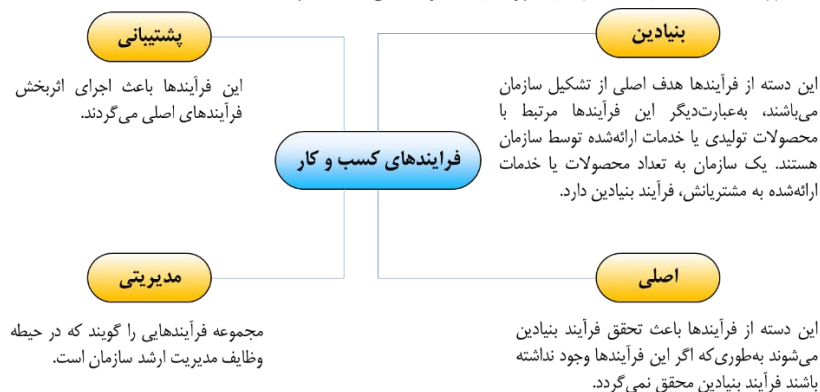 بنیادین
این دسته از فرآیندها هدف اصلی از تشکیل سازمان
می‌باشند، به‌عبارت‌دیگر این فرآیندها مرتبط با
محصولات تولیدی یا خدمات ارائه‌شده توسط سازمان
هستند. یک سازمان به تعداد محصولات یا خدمات
ارائه‌شده به مشتریانش، فرآیند بنیادین دارد.
پشتیبانی
این فرآیندها باعث اجرای اثربخش
فرآیندهای اصلی می‌گردند.
فرایندهای کسب و کار
اصلی
این دسته از فرآیندها باعث تحقق فرآیند بنیادین
می‌شوند به‌طوری‌که اگر این فرآیندها وجود نداشته
باشند فرآیند بنیادین محقق نمی‌گردد.
مدیریتی
مجموعه فرآیندهایی را گویند که در حیطه
وظایف مدیریت ارشد سازمان است.